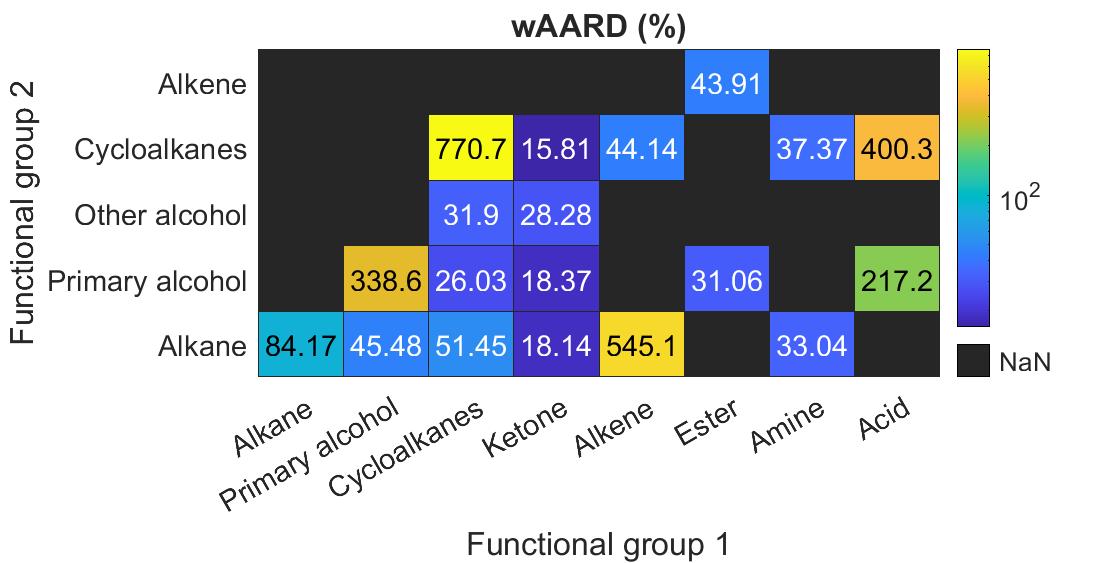 wAARD (%)
Functional group 2
Alkene 43.91
Cycloalkanes 770.7 15.81 44.14 37.37 400.3
Other alcohol 31.9 28.28
Primary alcohol 338.6 26.03 18.37 31.06 217.2
Alkane 84.17 45.48 51.45 18.14 545.1 33.04
10^2
NaN
Alkane Primary alcohol Cycloalkanes Ketone Alkene Ester Amine Acid
Functional group 1